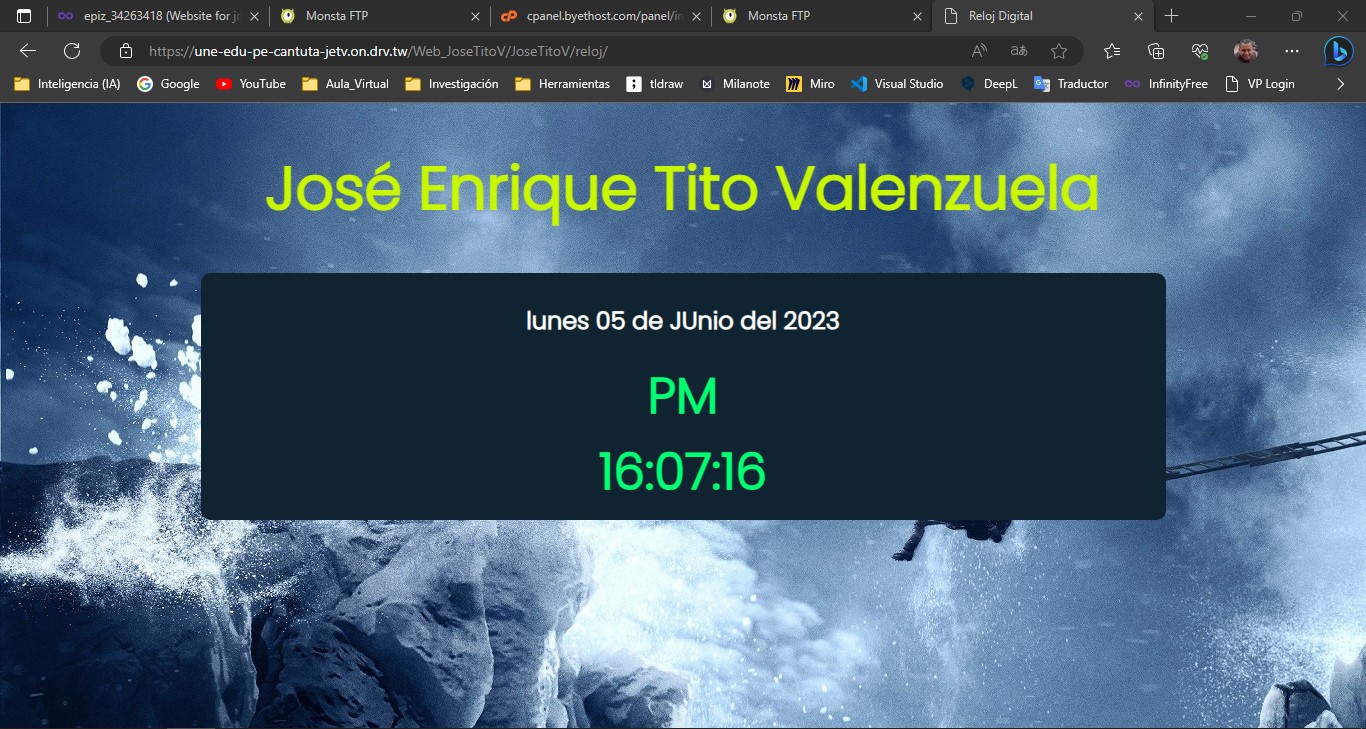 epiz_34263418 (Website for jo
Monsta FTP
cpanel.byethost.com/panel/in
Monsta FTP
Reloj Digital
https://une-edu-pe-cantuta-jetv.on.drv.tw/Web_JoseTitoV/JoseTitoV/reloj/
Inteligencia (IA) Google YouTube Aula_Virtual Investigación Herramientas tldraw Milanote Miro Visual Studio DeepL Traductor InfinityFree VP Login
José Enrique Tito Valenzuela
lunes 05 de JUnio del 2023
PM
16:07:16